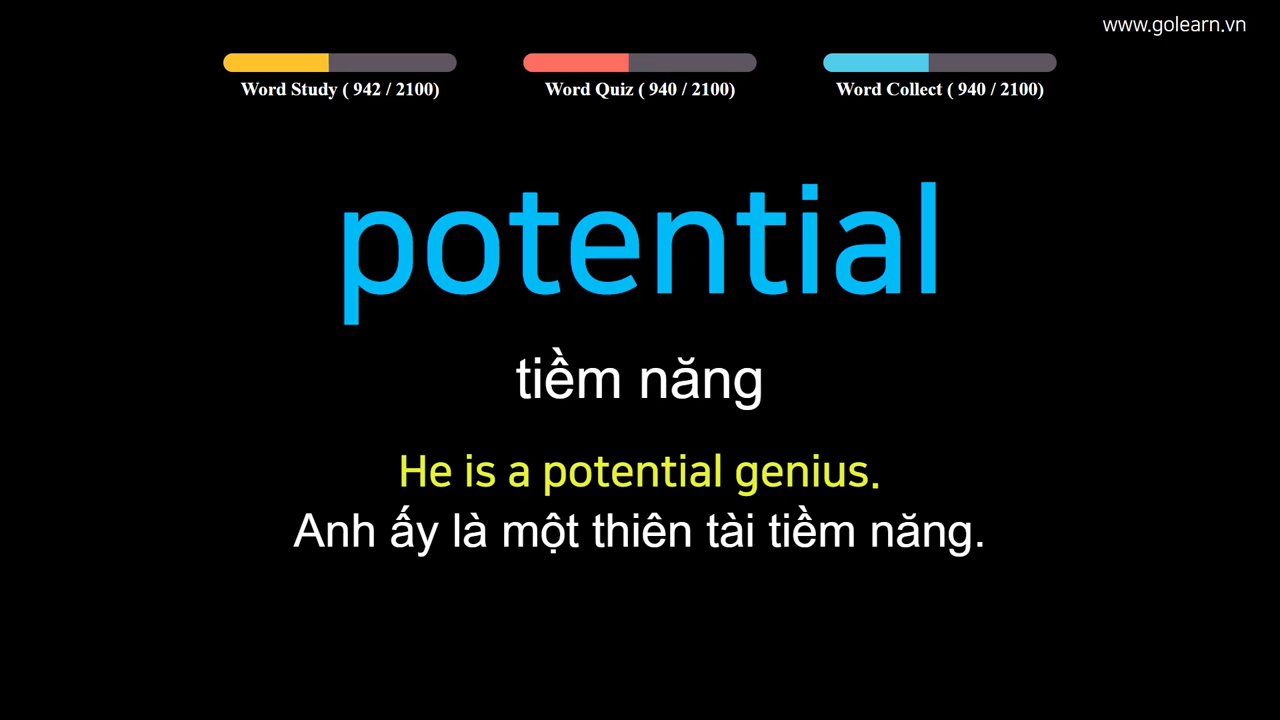 www.golearn.vn
Word Study ( 942 / 2100)
Word Quiz ( 940 / 2100)
Word Collect ( 940 / 2100)
potential
tiềm năng
He is a potential genius.
Anh ấy là một thiên tài tiềm năng.